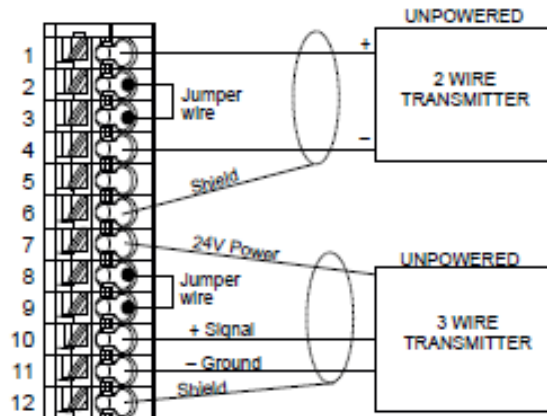 UNPOWERED
1
+
2
2 WIRE
TRANSMITTER
Jumper
wire
3
4
–
5
Shield
6
7
24V Power
UNPOWERED
8
Jumper
wire
9
3 WIRE
TRANSMITTER
10
+ Signal
11
– Ground
12
Shield